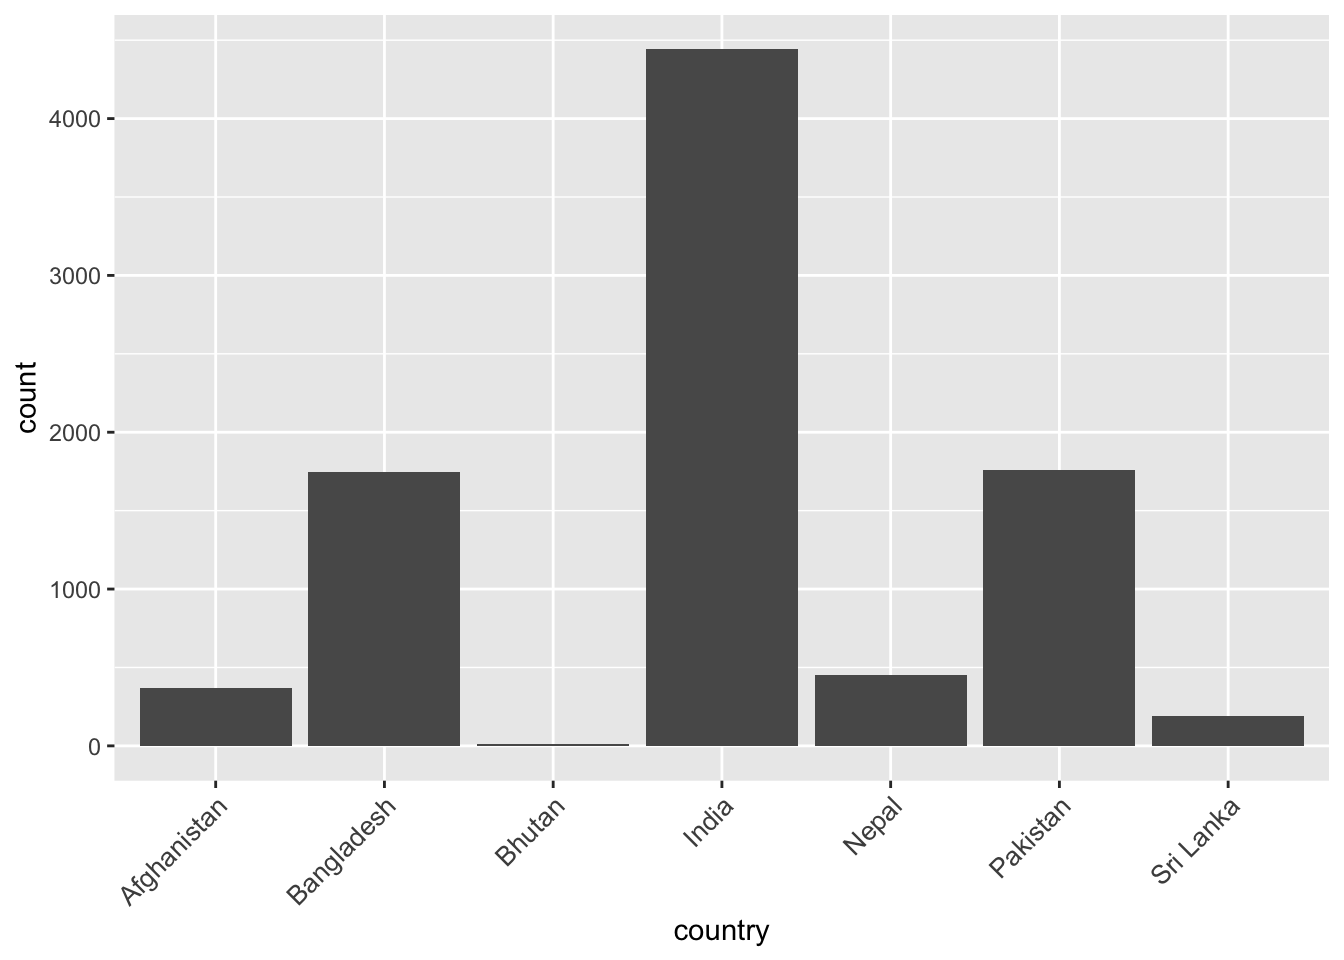 4000
3000
2000
1000
0
count
Afghanistan
Bangladesh
Bhutan
India
Nepal
Pakistan
Sri Lanka
country